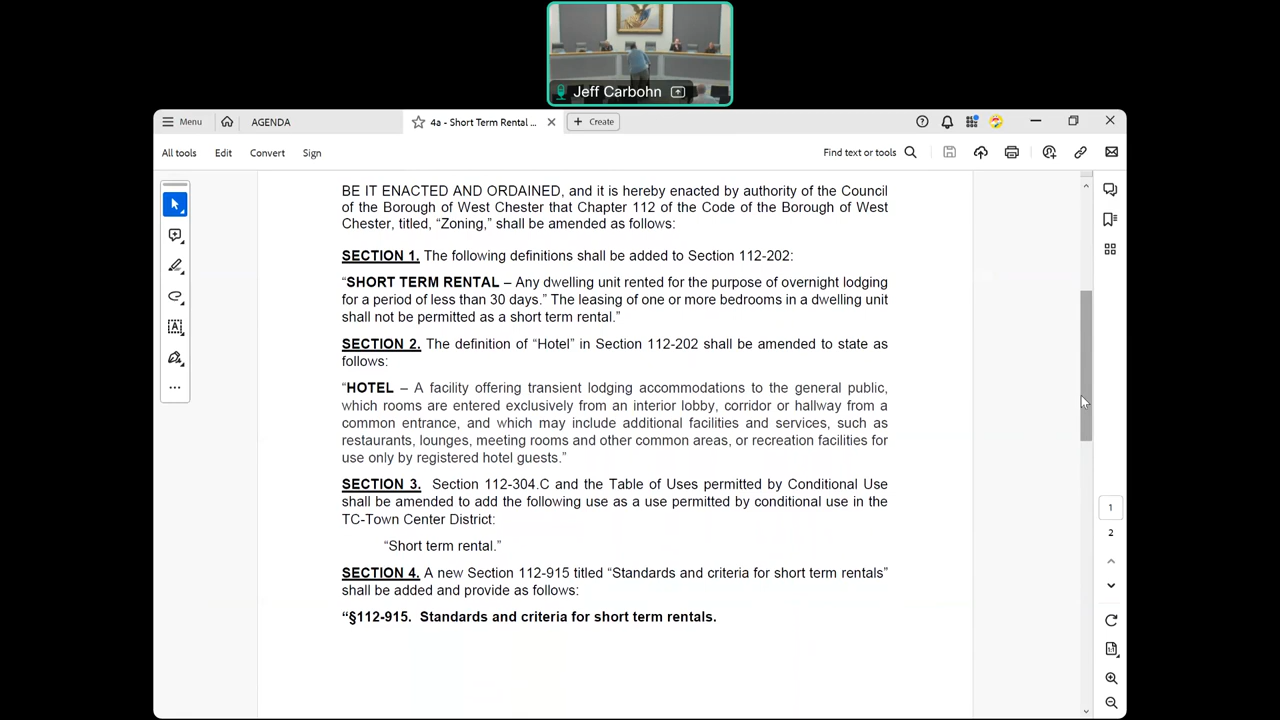 Jeff Carbohn
Menu
AGENDA
4a - Short Term Rental ...
Create
All tools
Edit
Convert
Sign
Find text or tools
BE IT ENACTED AND ORDAINED, and it is hereby enacted by authority of the Council
of the Borough of West Chester that Chapter 112 of the Code of the Borough of West
Chester, titled, “Zoning,” shall be amended as follows:
SECTION 1. The following definitions shall be added to Section 112-202:
“SHORT TERM RENTAL – Any dwelling unit rented for the purpose of overnight lodging
for a period of less than 30 days.” The leasing of one or more bedrooms in a dwelling unit
shall not be permitted as a short term rental.”
SECTION 2. The definition of “Hotel” in Section 112-202 shall be amended to state as
follows:
“HOTEL – A facility offering transient lodging accommodations to the general public,
which rooms are entered exclusively from an interior lobby, corridor or hallway from a
common entrance, and which may include additional facilities and services, such as
restaurants, lounges, meeting rooms and other common areas, or recreation facilities for
use only by registered hotel guests.”
SECTION 3. Section 112-304.C and the Table of Uses permitted by Conditional Use
shall be amended to add the following use as a use permitted by conditional use in the
TC-Town Center District:
“Short term rental.”
SECTION 4. A new Section 112-915 titled “Standards and criteria for short term rentals”
shall be added and provide as follows:
“§112-915. Standards and criteria for short term rentals.
1
2